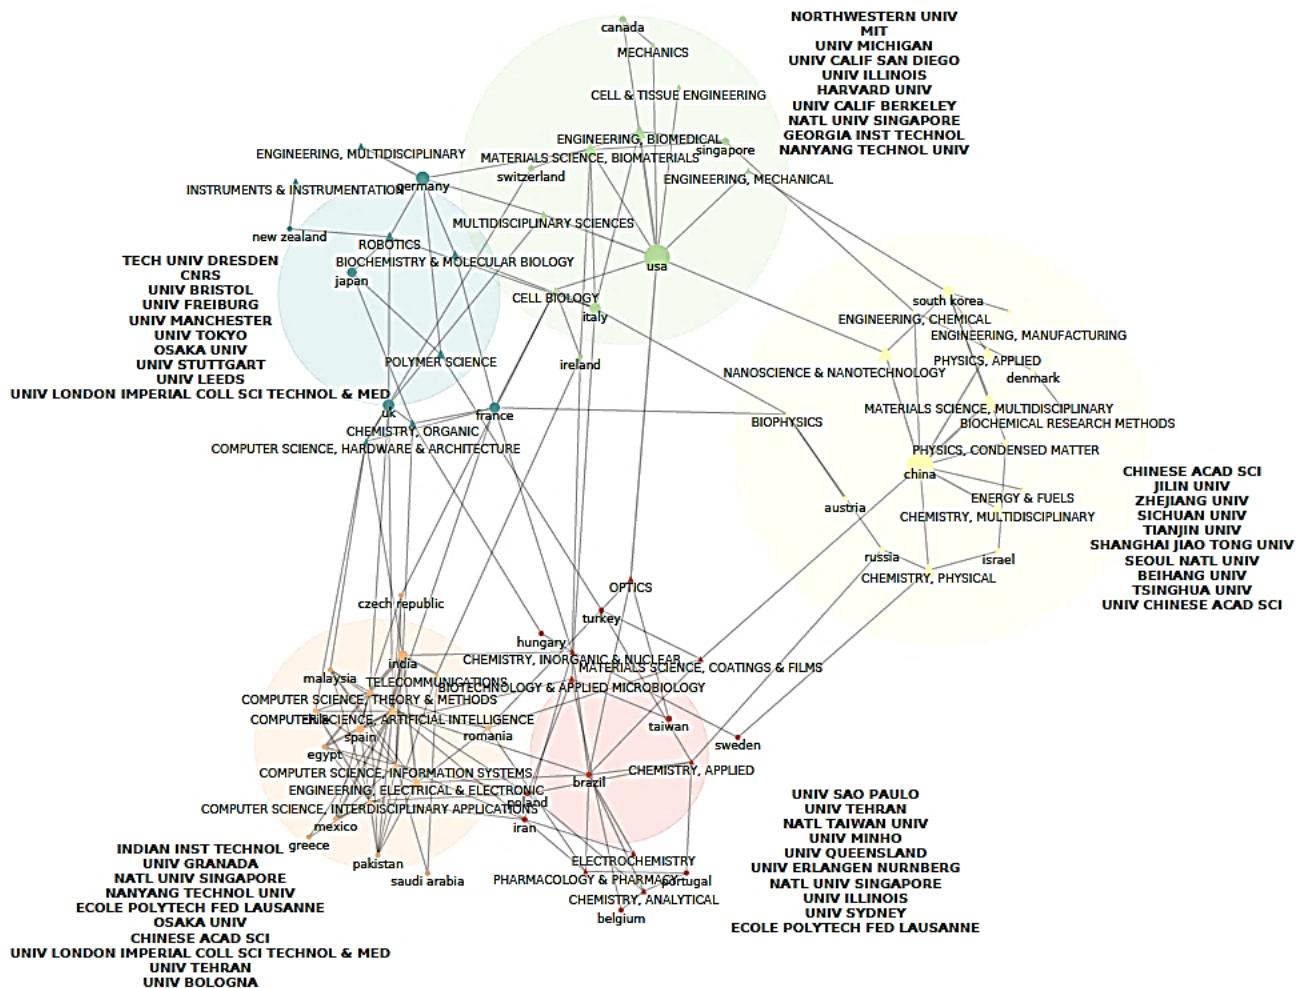 canada
MECHANICS
CELL & TISSUE ENGINEERING
ENGINEERING, BIOMEDICAL
singapore
MATERIALS SCIENCE, BIOMATERIALS
switzerland
ENGINEERING, MECHANICAL
MULTIDISCIPLINARY SCIENCES
usa
CELL BIOLOGY
italy
ireland
NORTHWESTERN UNIV
MIT
UNIV MICHIGAN
UNIV CALIF SAN DIEGO
UNIV ILLINOIS
HARVARD UNIV
UNIV CALIF BERKELEY
NATL UNIV SINGAPORE
GEORGIA INST TECHNOL
NANYANG TECHNOL UNIV
ENGINEERING, MULTIDISCIPLINARY
INSTRUMENTS & INSTRUMENTATION
germany
new zealand
ROBOTICS
BIOCHEMISTRY & MOLECULAR BIOLOGY
japan
POLYMER SCIENCE
uk
france
CHEMISTRY, ORGANIC
COMPUTER SCIENCE, HARDWARE & ARCHITECTURE
TECH UNIV DRESDEN
CNRS
UNIV BRISTOL
UNIV FREIBURG
UNIV MANCHESTER
UNIV TOKYO
OSAKA UNIV
UNIV STUTTGART
UNIV LEEDS
UNIV LONDON IMPERIAL COLL SCI TECHNOL & MED
south korea
ENGINEERING, CHEMICAL
ENGINEERING, MANUFACTURING
PHYSICS, APPLIED
NANOSCIENCE & NANOTECHNOLOGY
denmark
MATERIALS SCIENCE, MULTIDISCIPLINARY
BIOPHYSICS
BIOCHEMICAL RESEARCH METHODS
PHYSICS, CONDENSED MATTER
china
ENERGY & FUELS
austria
CHEMISTRY, MULTIDISCIPLINARY
russia
israel
CHEMISTRY, PHYSICAL
CHINESE ACAD SCI
JILIN UNIV
ZHEJIANG UNIV
SICHUAN UNIV
TIANJIN UNIV
SHANGHAI JIAO TONG UNIV
SEOUL NATL UNIV
BEIHANG UNIV
TSINGHUA UNIV
UNIV CHINESE ACAD SCI
czech republic
india
malaysia
TELECOMMUNICATIONS
COMPUTER SCIENCE, THEORY & METHODS
COMPUTER SCIENCE, ARTIFICIAL INTELLIGENCE
chile
spain
romania
egypt
COMPUTER SCIENCE, INFORMATION SYSTEMS
ENGINEERING, ELECTRICAL & ELECTRONIC
COMPUTER SCIENCE, INTERDISCIPLINARY APPLICATIONS
mexico
greece
pakistan
saudi arabia
INDIAN INST TECHNOL
UNIV GRANADA
NATL UNIV SINGAPORE
NANYANG TECHNOL UNIV
ECOLE POLYTECH FED LAUSANNE
OSAKA UNIV
CHINESE ACAD SCI
UNIV LONDON IMPERIAL COLL SCI TECHNOL & MED
UNIV TEHRAN
UNIV BOLOGNA
OPTICS
turkey
hungary
CHEMISTRY, INORGANIC & NUCLEAR
MATERIALS SCIENCE, COATINGS & FILMS
BIOTECHNOLOGY & APPLIED MICROBIOLOGY
taiwan
sweden
CHEMISTRY, APPLIED
brazil
poland
iran
ELECTROCHEMISTRY
PHARMACOLOGY & PHARMACY
portugal
CHEMISTRY, ANALYTICAL
belgium
UNIV SAO PAULO
UNIV TEHRAN
NATL TAIWAN UNIV
UNIV MINHO
UNIV QUEENSLAND
UNIV ERLANGEN NURNBERG
NATL UNIV SINGAPORE
UNIV ILLINOIS
UNIV SYDNEY
ECOLE POLYTECH FED LAUSANNE